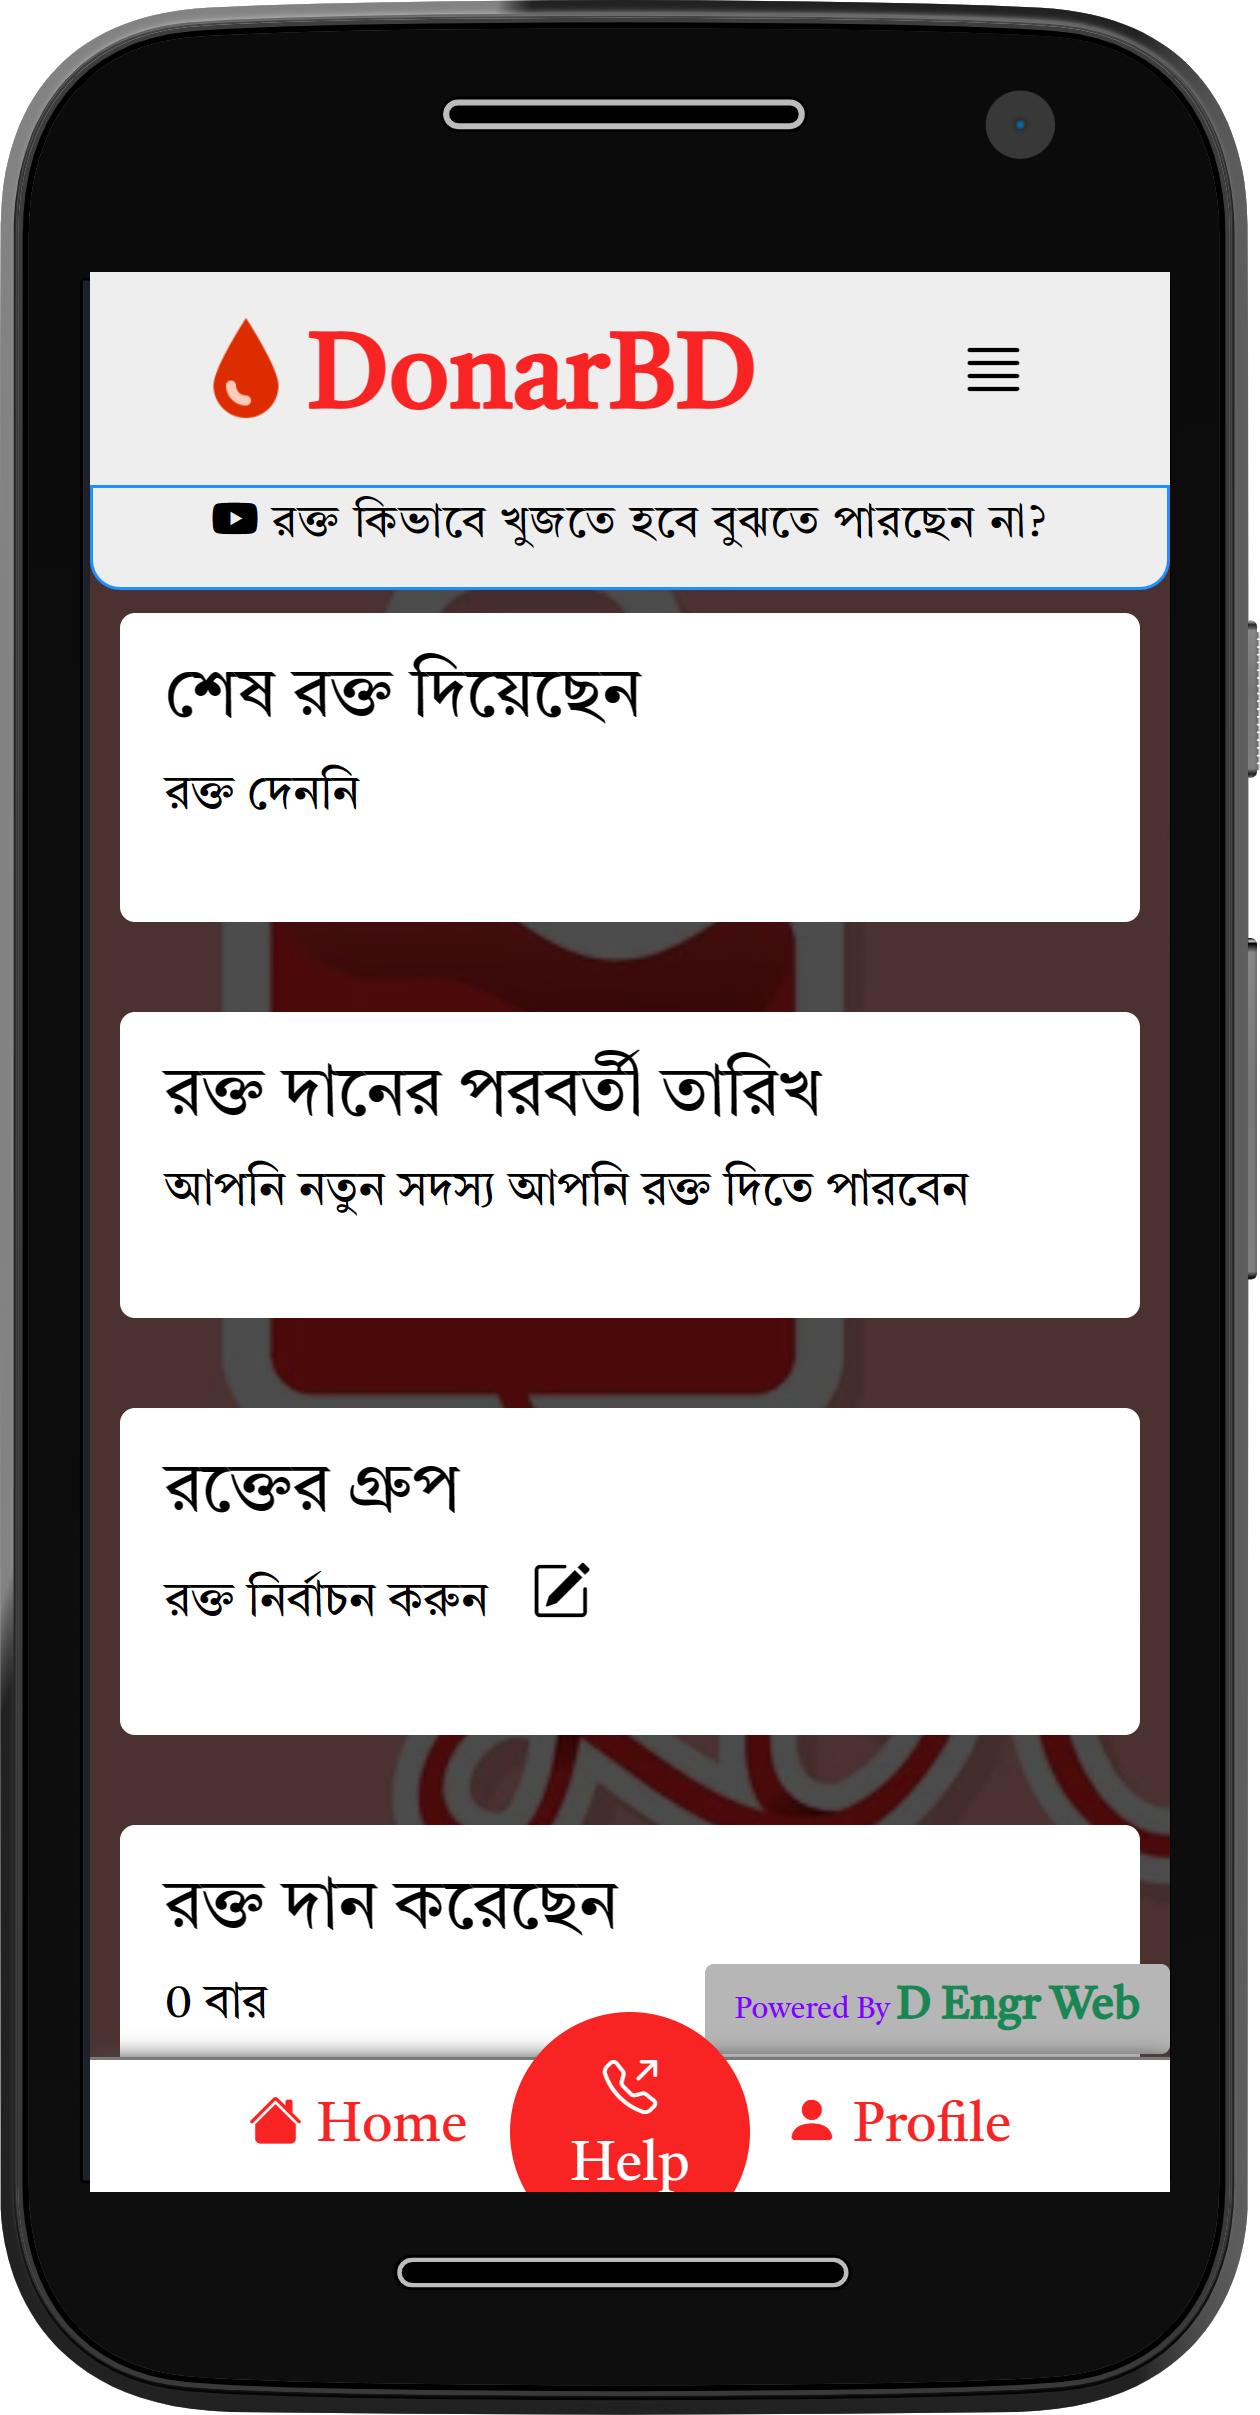 DonarBD
রক্ত কিভাবে খুজতে হবে বুঝতে পারছেন না?
শেষ রক্ত দিয়েছেন
রক্ত দেননি
রক্ত দানের পরবর্তী তারিখ
আপনি নতুন সদস্য আপনি রক্ত দিতে পারবেন
রক্তের গ্রুপ
রক্ত নির্বাচন করুন
রক্ত দান করেছেন
0 বার
Powered By D Engr Web
Home
Help
Profile